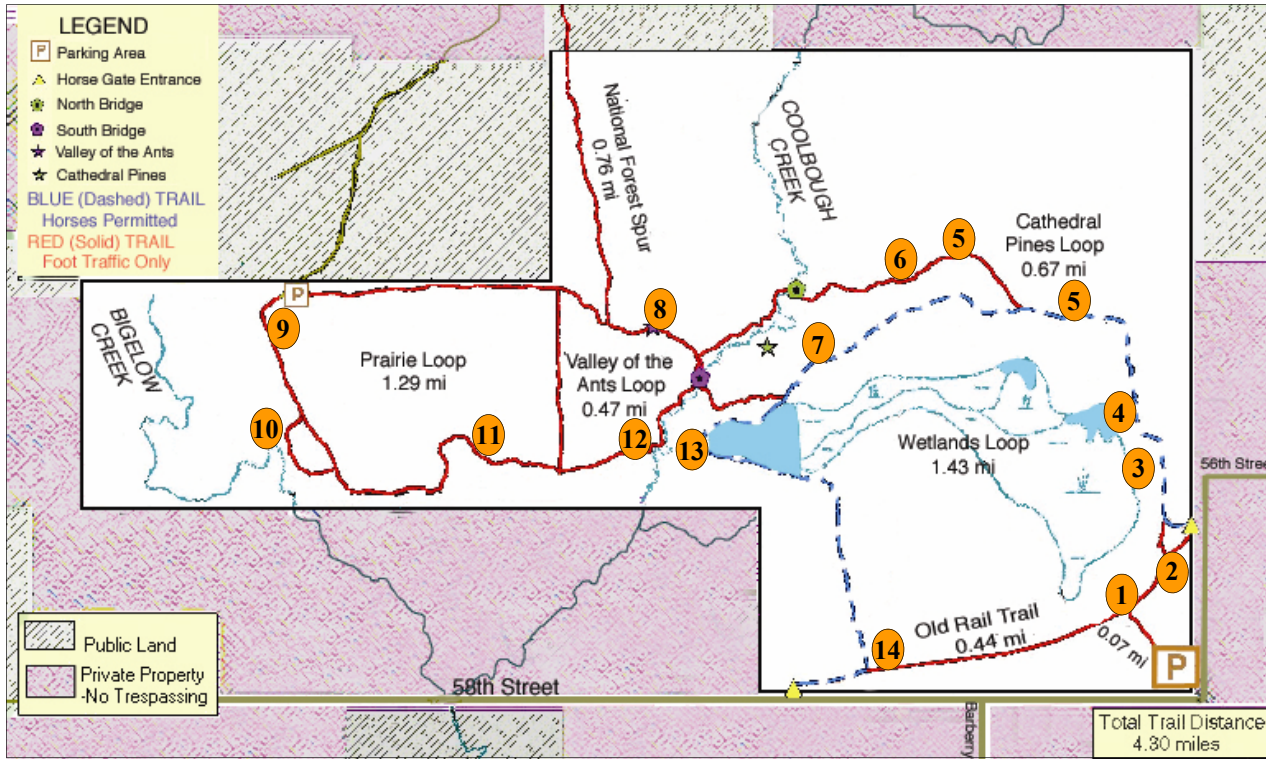 LEGEND
P Parking Area
Horse Gate Entrance
North Bridge
South Bridge
Valley of the Ants
Cathedral Pines
BLUE (Dashed) TRAIL
Horses Permitted
RED (Solid) TRAIL
Foot Traffic Only
National Forest Spur
0.76 mi
COOLBOUGH
CREEK
Cathedral
Pines Loop
0.67 mi
5
6
5
P
8
9
7
BIGELOW
CREEK
Prairie Loop
1.29 mi
Valley of the
Ants Loop
0.47 mi
4
10
11
12
13
Wetlands Loop
1.43 mi
3
56th Stree
2
1
Old Rail Trail
0.44 mi
0.07 mi
14
P
Public Land
Private Property
-No Trespassing
58th Street
Barberry
Total Trail Distance
4.30 miles